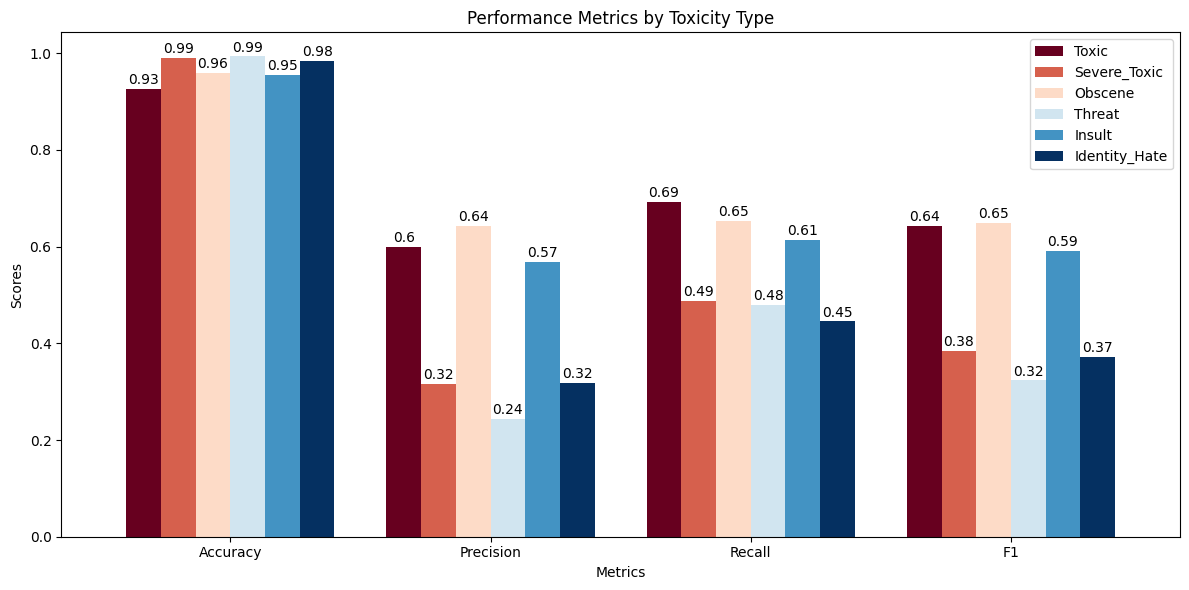 Performance Metrics by Toxicity Type
Toxic
Severe_Toxic
Obscene
Threat
Insult
Identity_Hate
Scores
1.0
0.8
0.6
0.4
0.2
0.0
0.93
0.99
0.96
0.99
0.95
0.98
0.6
0.32
0.64
0.24
0.57
0.32
0.69
0.49
0.65
0.48
0.61
0.45
0.64
0.38
0.65
0.32
0.59
0.37
Accuracy
Precision
Recall
F1
Metrics